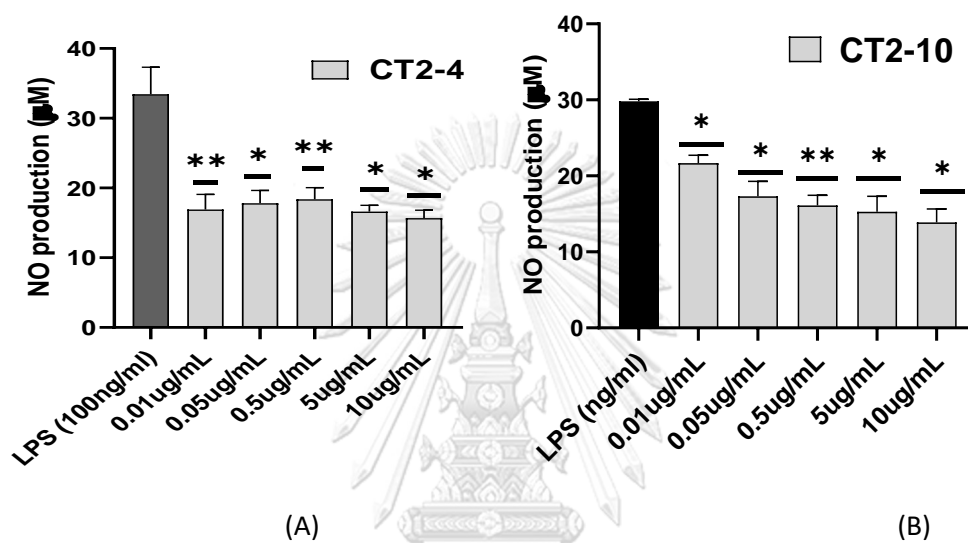 CT2-4
NO production (µM)
40
30
20
10
0
**
*
**
*
*
LPS (100ng/ml)
0.01ug/mL
0.05ug/mL
0.5ug/mL
5ug/mL
10ug/mL
(A)
CT2-10
NO production (µM)
40
30
20
10
0
*
*
**
*
*
LPS (ng/ml)
0.01ug/mL
0.05ug/mL
0.5ug/mL
5ug/mL
10ug/mL
(B)